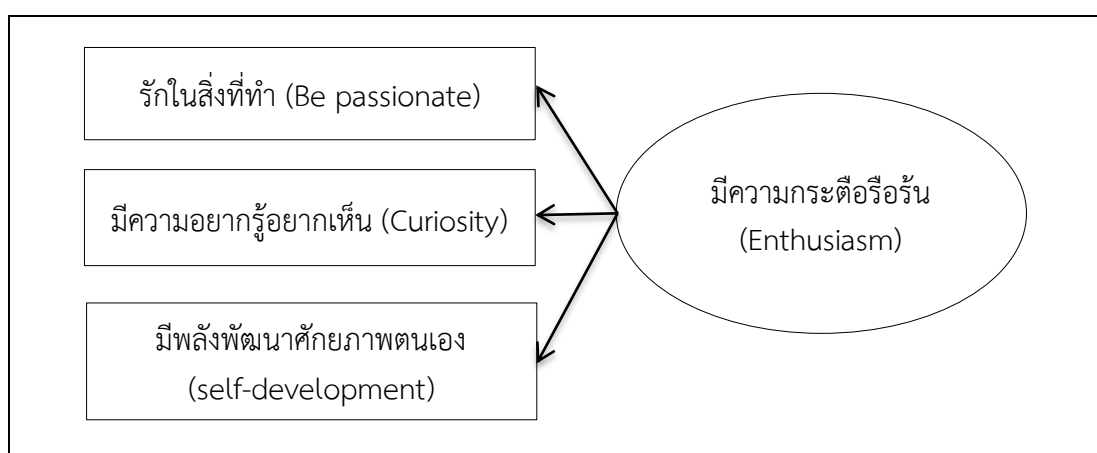 รักในสิ่งที่ทำ (Be passionate)
มีความอยากรู้อยากเห็น (Curiosity)
มีพลังพัฒนาศักยภาพตนเอง
(self-development)
มีความกระตือรือร้น
(Enthusiasm)